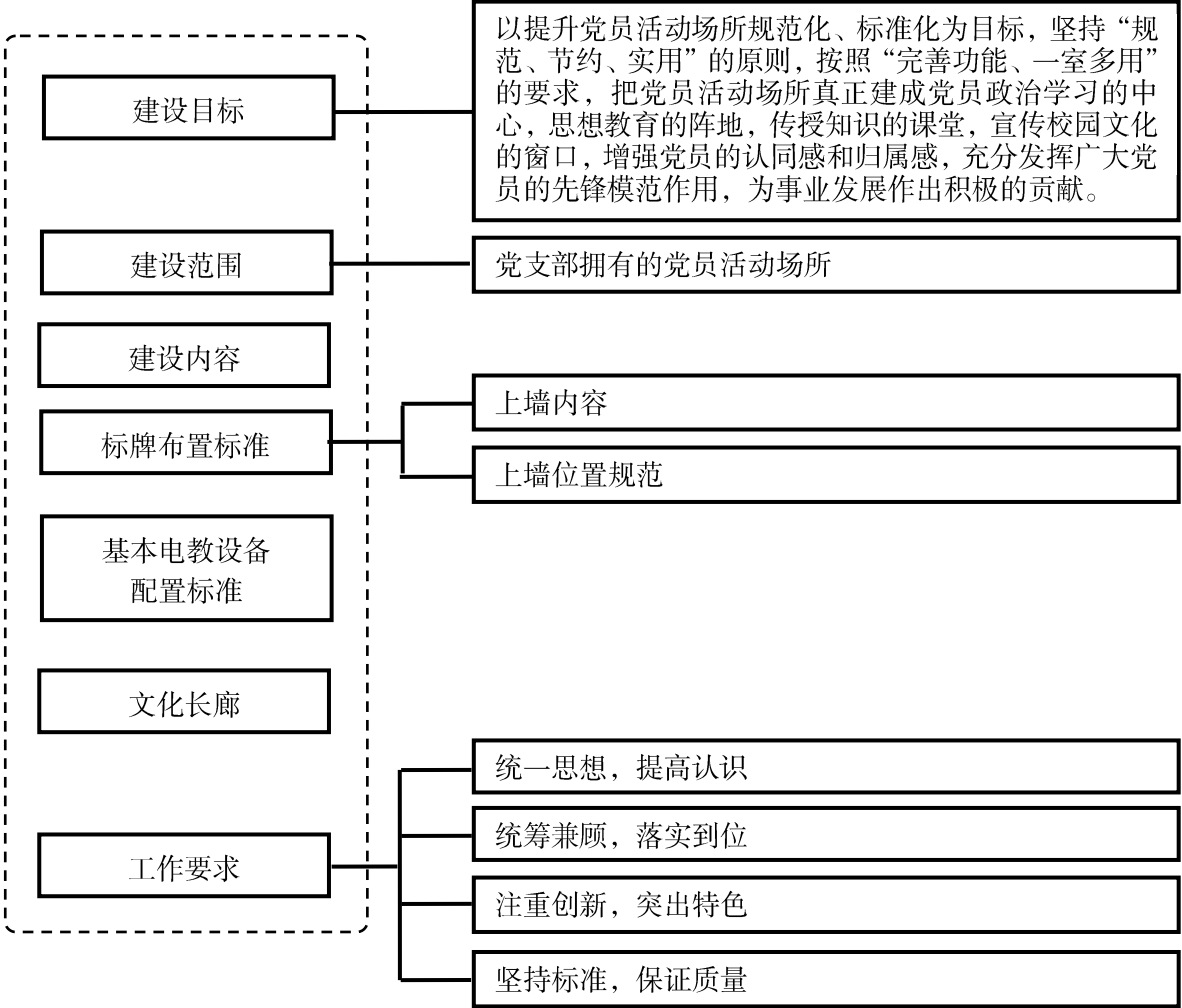 建设目标
以提升党员活动场所规范化、标准化为目标，坚持“规
范、节约、实用”的原则，按照“完善功能、一室多用”
的要求，把党员活动场所真正建成党员政治学习的中
心，思想教育的阵地，传授知识的课堂，宣传校园文化
的窗口，增强党员的认同感和归属感，充分发挥广大党
员的先锋模范作用，为事业发展作出积极的贡献。
建设范围
党支部拥有的党员活动场所
建设内容
标牌布置标准
上墙内容
上墙位置规范
基本电教设备
配置标准
文化长廊
工作要求
统一思想，提高认识
统筹兼顾，落实到位
注重创新，突出特色
坚持标准，保证质量